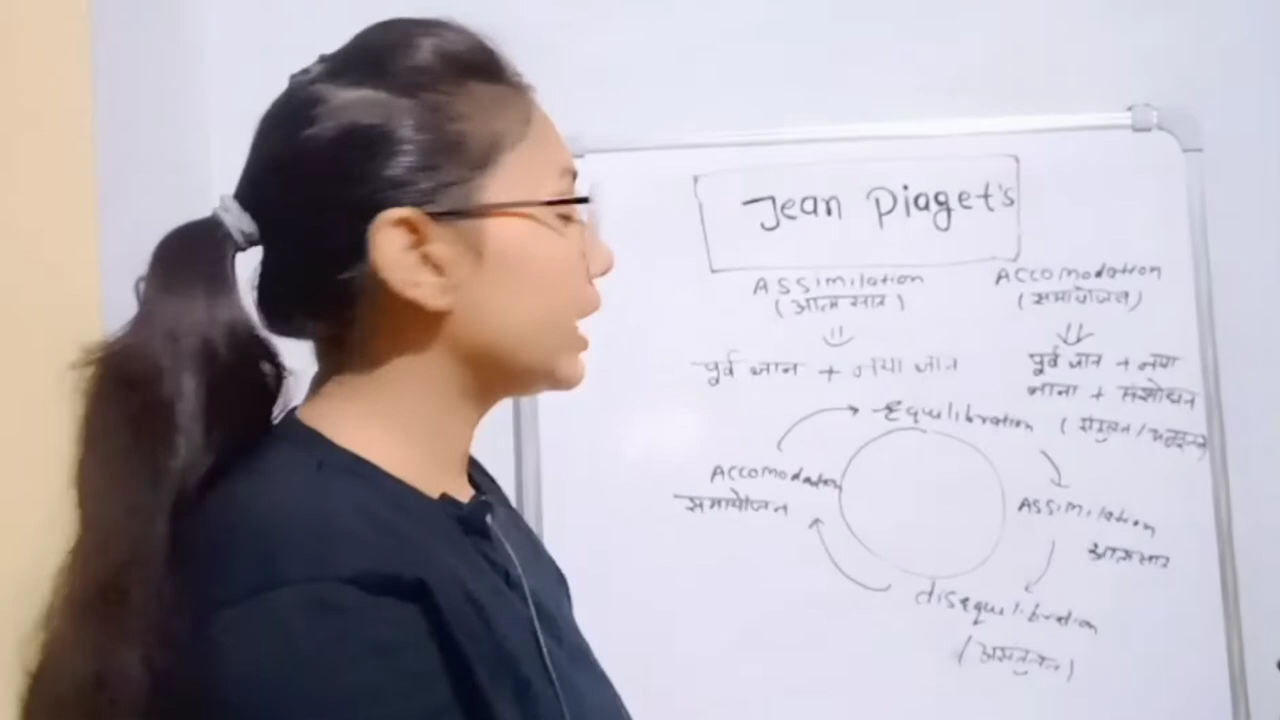 Jean Piaget's
ASSimilation
(आत्मसात)
पूर्व ज्ञान + नया ज्ञान
ACComodation
(समायोजन)
पूर्व ज्ञान + नया
+ संसोधन
Equilibration (संतुलन/
ASSimilation
आत्मसात
disequilibration
(असंतुलन)
ACComodation
समायोजन